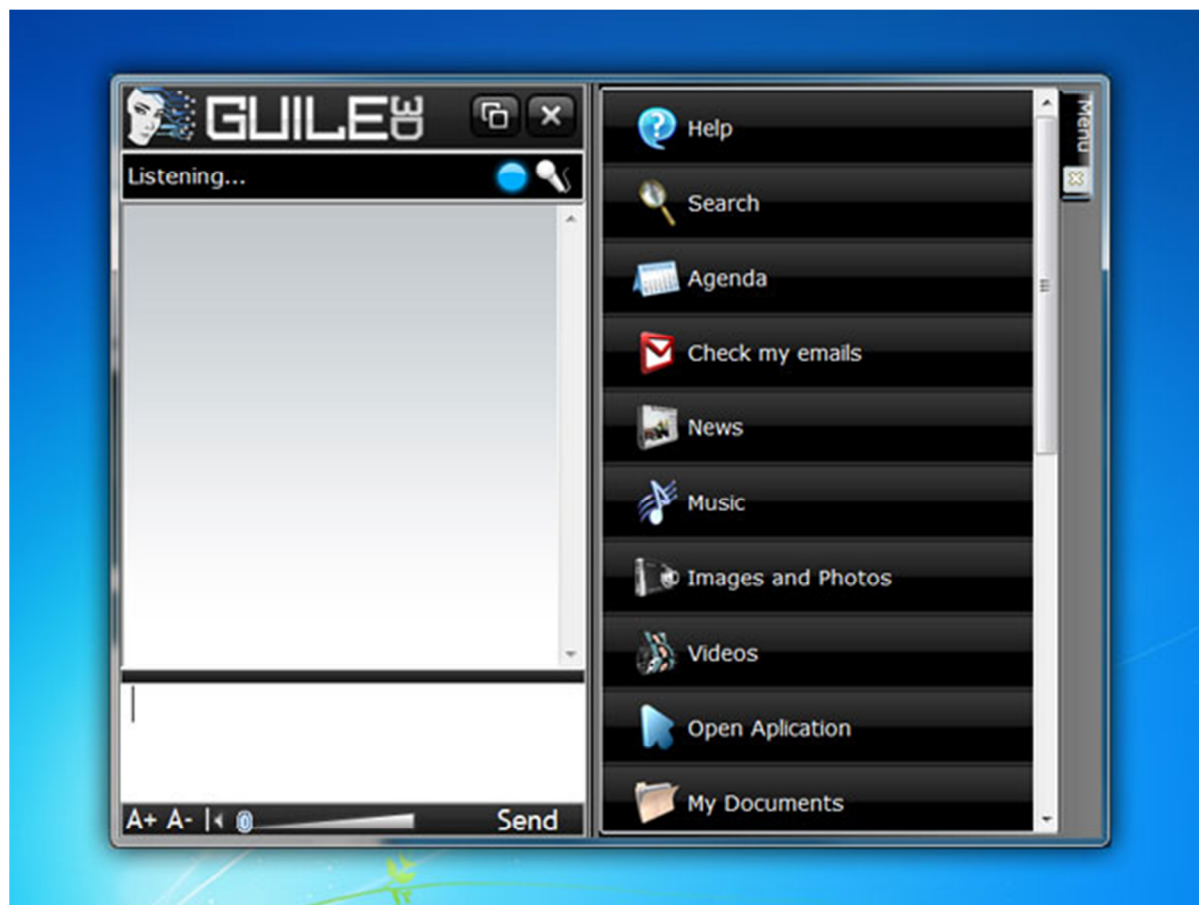 GUILE3D
Listening...
A+ A- Send
Help
Search
Agenda
Check my emails
News
Music
Images and Photos
Videos
Open Aplication
My Documents
Menu